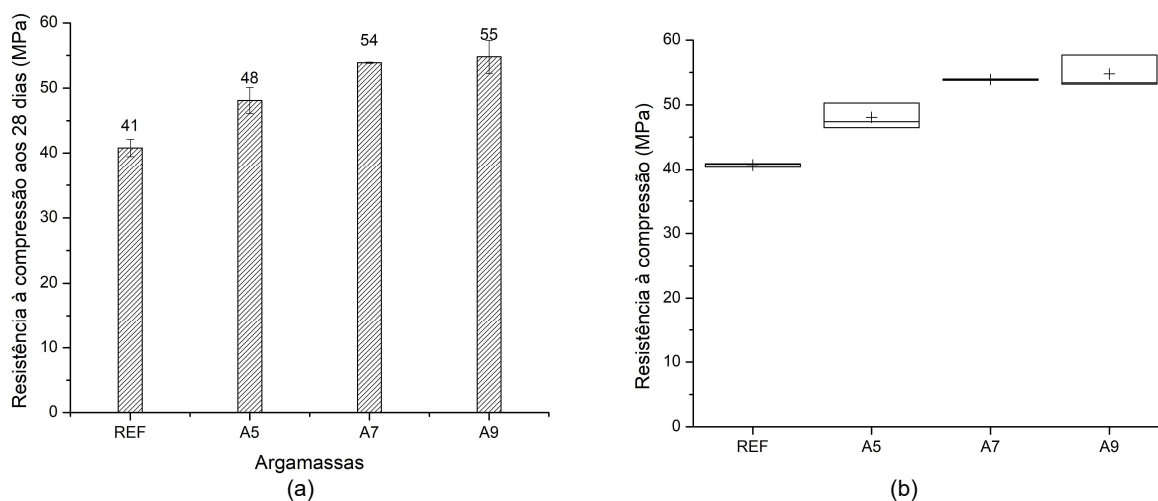 Resistência à compressão aos 28 dias (MPa)
60
50
40
30
20
10
0
41
48
54
55
REF
A5
A7
A9
Argamassas
(a)
Resistência à compressão (MPa)
60
50
40
30
20
10
0
REF
A5
A7
A9
(b)